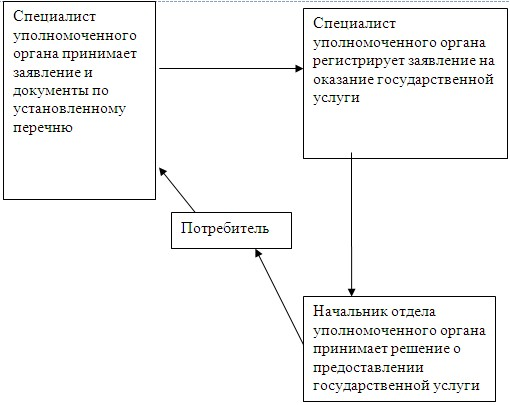 Специалист
уполномоченного
органа принимает
заявление и
документы по
установленному
перечню
Специалист
уполномоченного органа
регистрирует заявление на
оказание государственной
услуги
Потребитель
Начальник отдела
уполномоченного органа
принимает решение о
предоставлении
государственной услуги